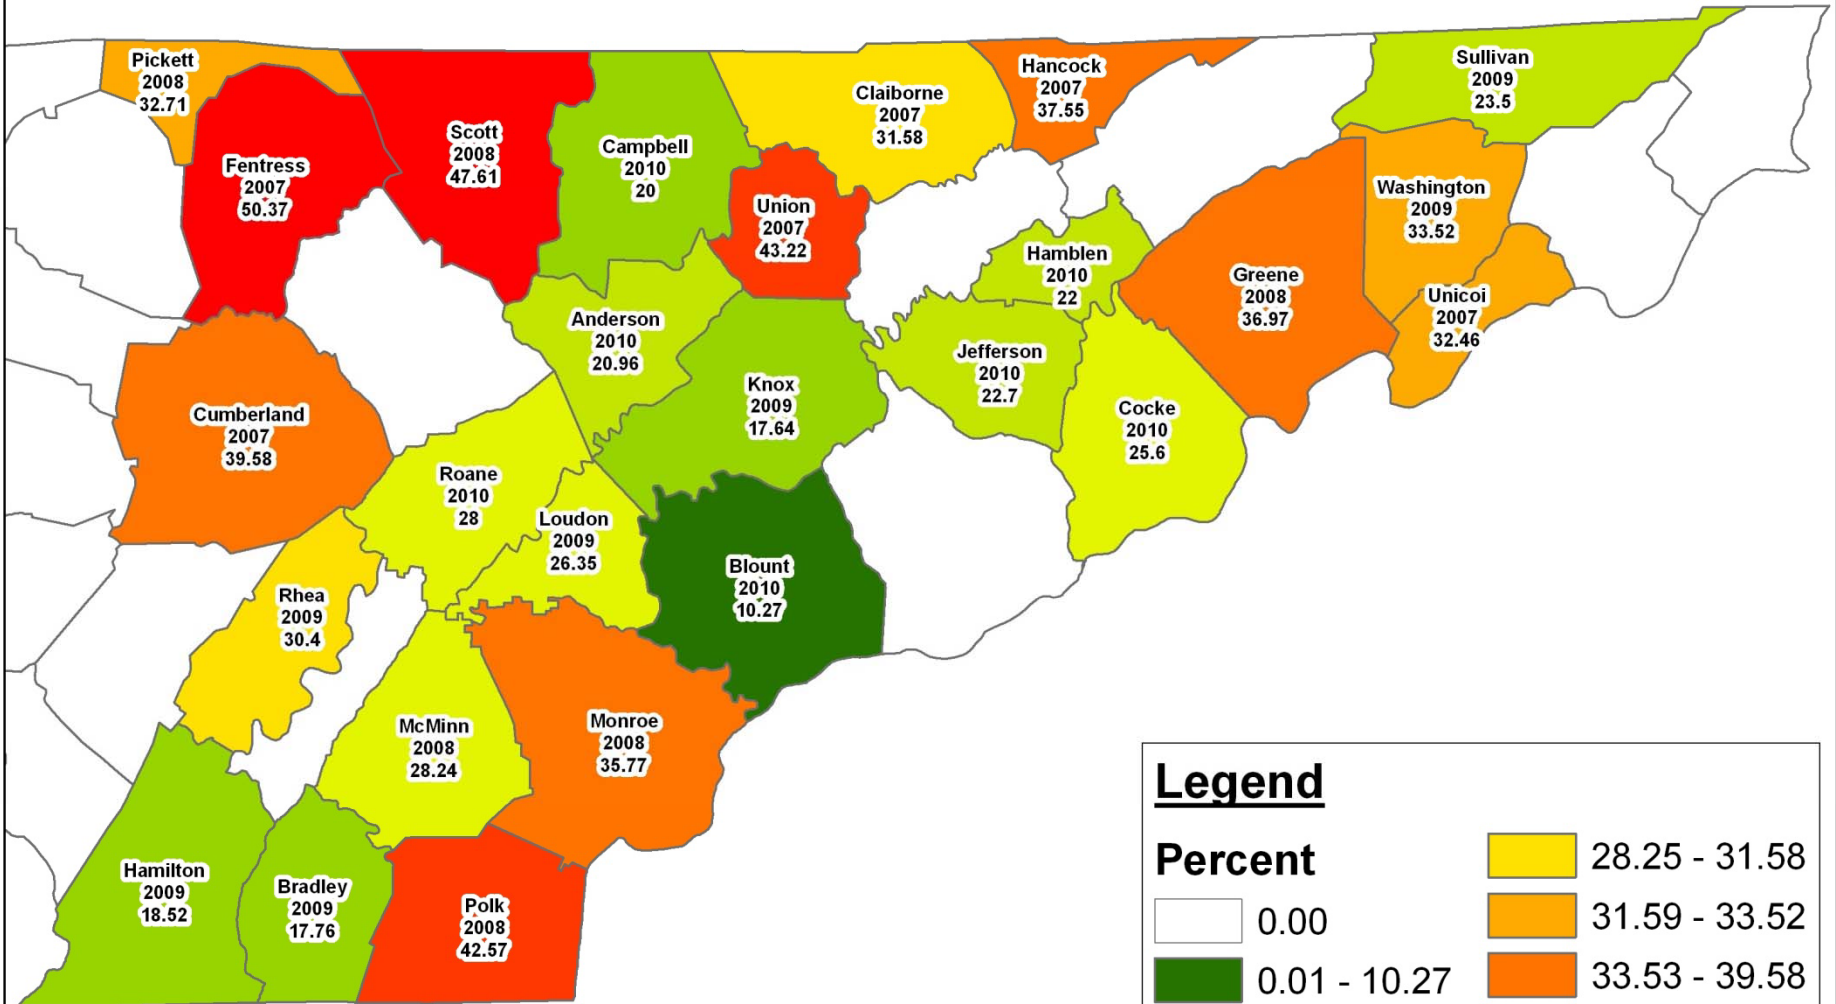 Pickett
2008
32.71
Fentress
2007
50.37
Scott
2008
47.61
Campbell
2010
20
Claiborne
2007
31.58
Hancock
2007
37.55
Sullivan
2009
23.5
Union
2007
43.22
Washington
2009
33.52
Hamblen
2010
22
Greene
2008
36.97
Unicoi
2007
32.46
Anderson
2010
20.96
Jefferson
2010
22.7
Knox
2009
17.64
Cocke
2010
25.6
Cumberland
2007
39.58
Roane
2010
28
Loudon
2009
26.35
Blount
2010
10.27
Rhea
2009
30.4
McMinn
2008
28.24
Monroe
2008
35.77
Hamilton
2009
18.52
Bradley
2009
17.76
Polk
2008
42.57
Legend
Percent
0.00
0.01 - 10.27
28.25 - 31.58
31.59 - 33.52
33.53 - 39.58